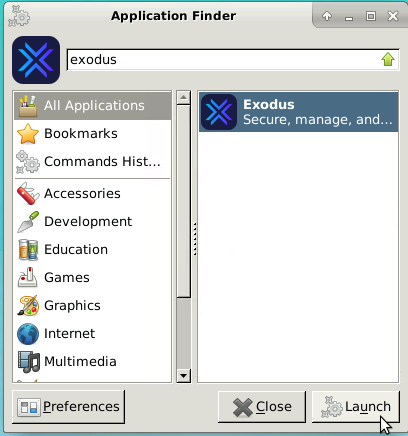 Application Finder
exodus
All Applications
Bookmarks
Commands Hist...
Accessories
Development
Education
Games
Graphics
Internet
Multimedia
Exodus
Secure, manage, and...
Preferences
Close
Launch